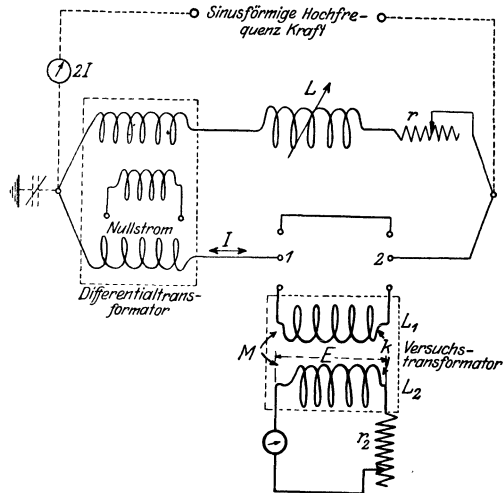 Sinusförmige Hochfre-
quenz Kraft
2I
L
r
Nullstrom
I
1
2
Differentialtrans-
formator
L₁
M
E
k
Versuchs-
transformator
L₂
r₂